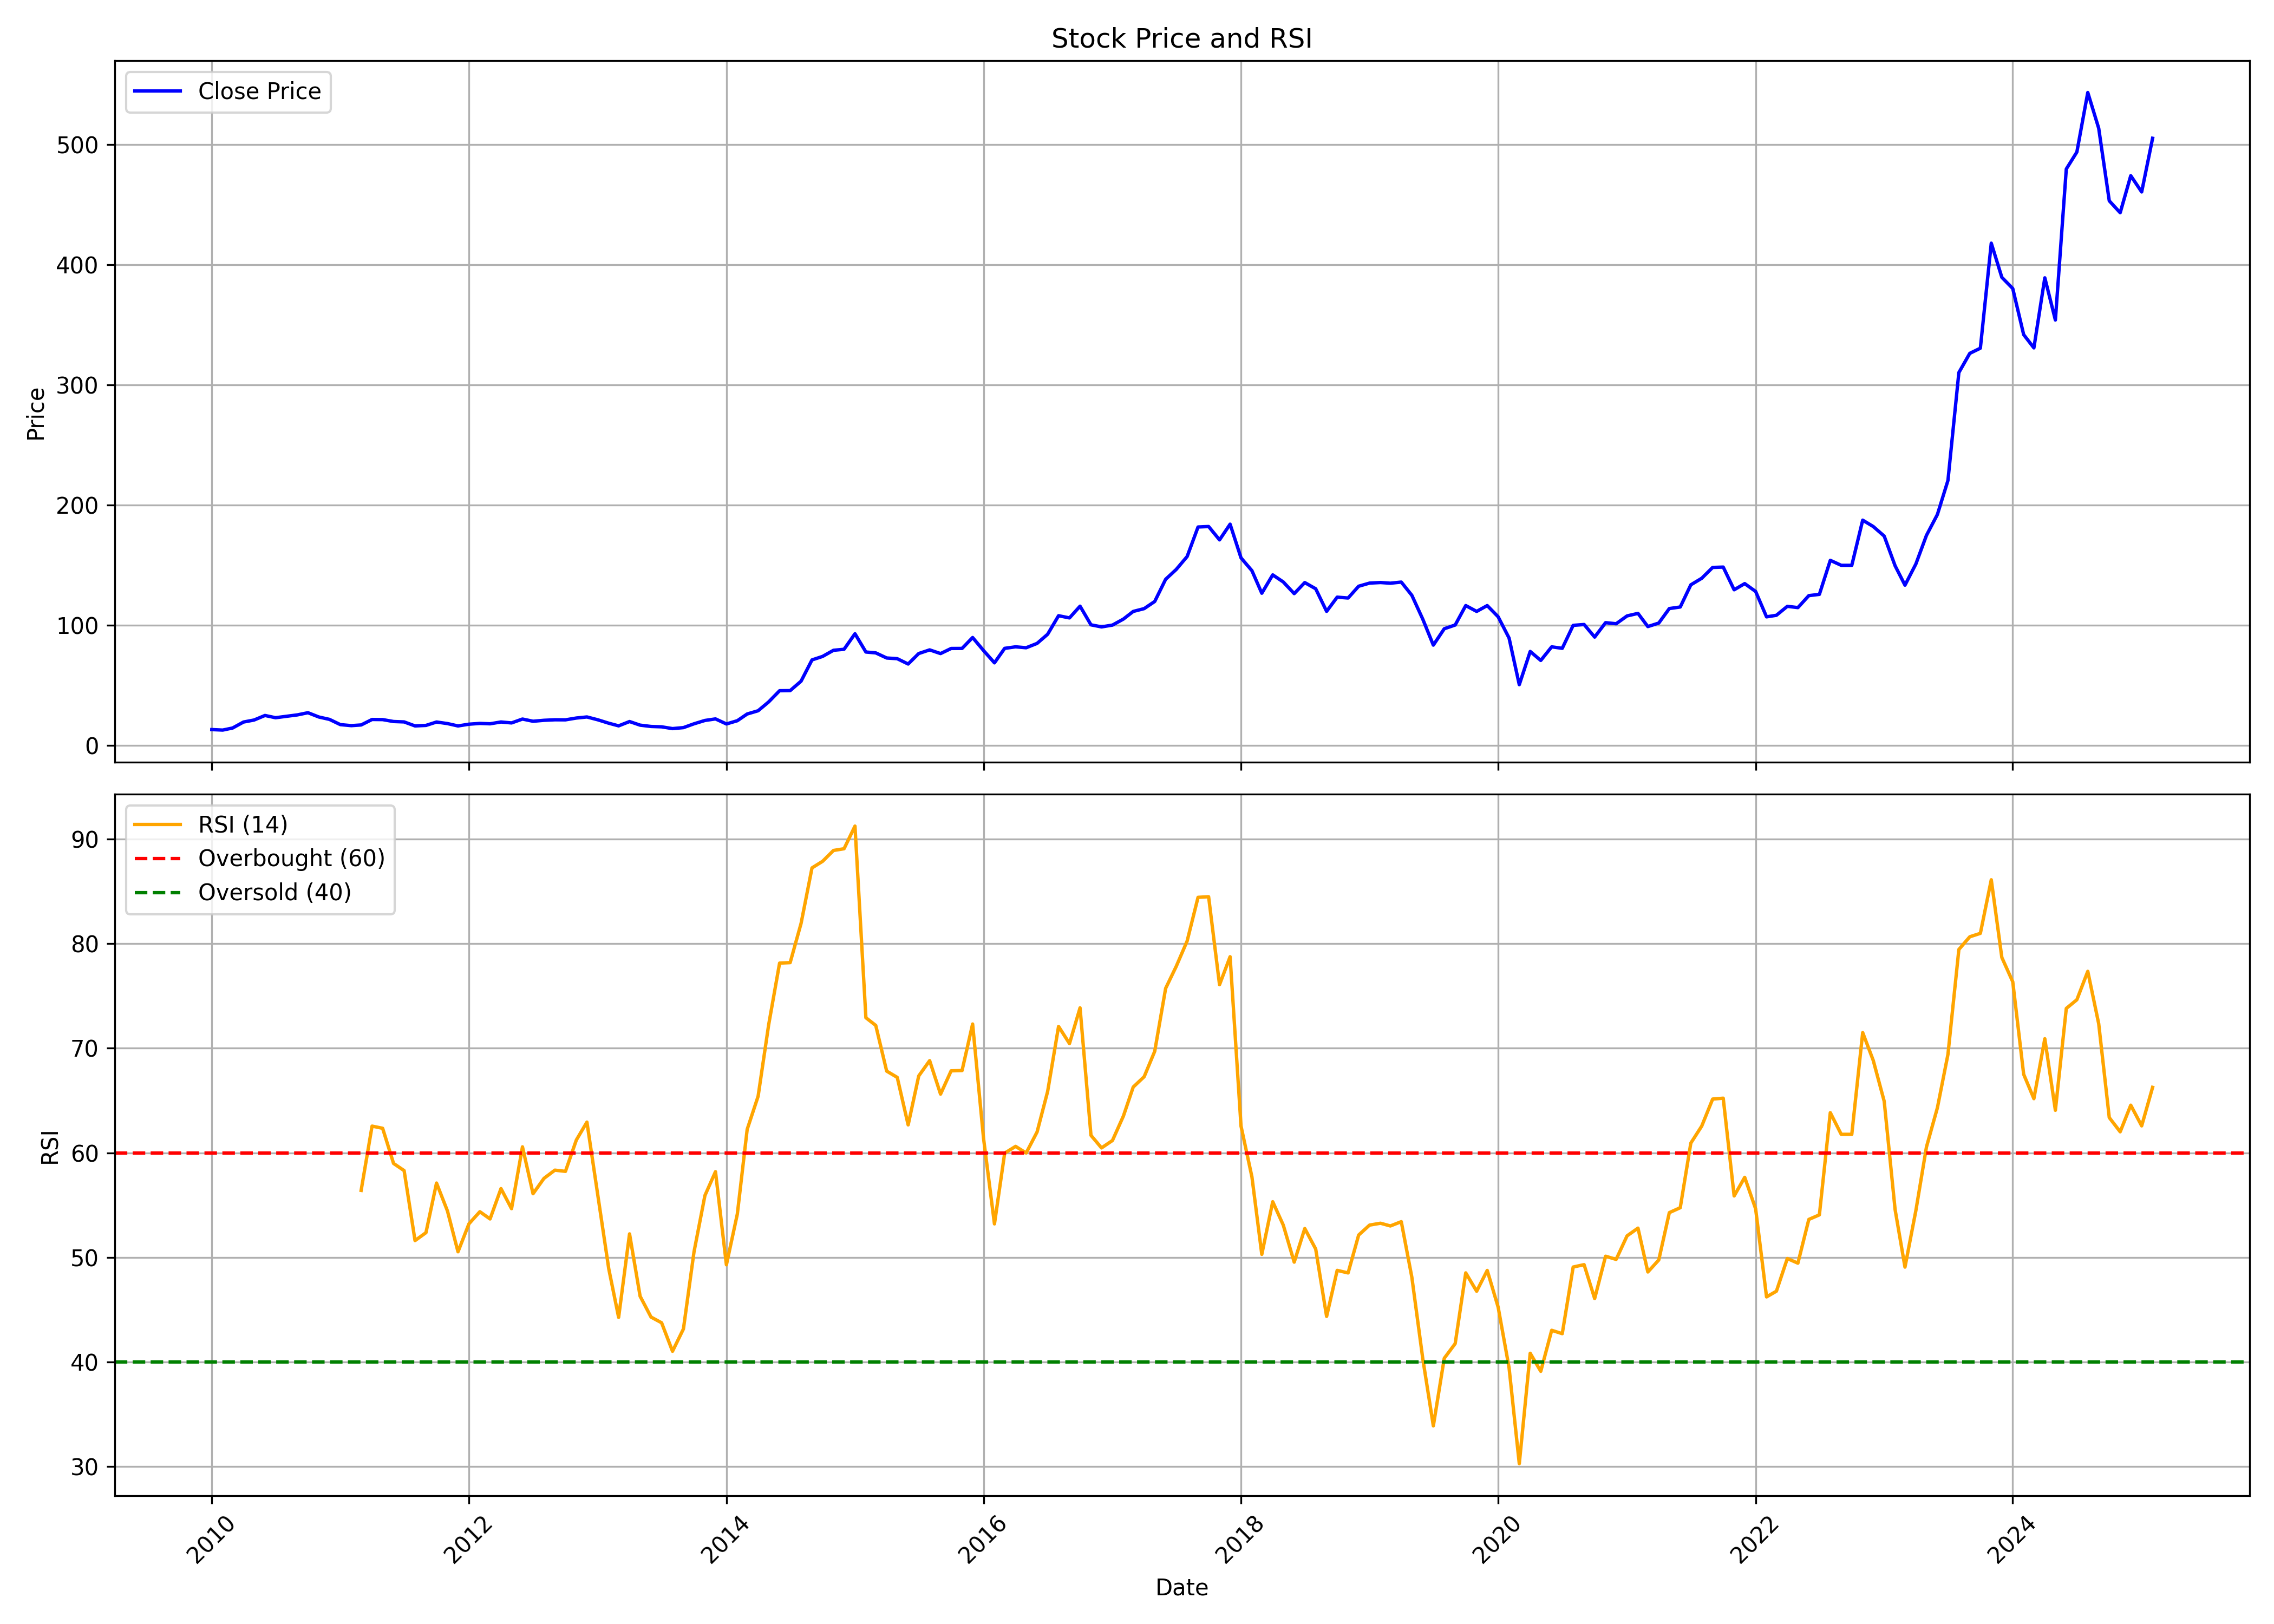 Stock Price and RSI
Close Price
500
400
300
200
100
0
Price
RSI (14)
Overbought (60)
Oversold (40)
90
80
70
60
50
40
30
RSI
2010
2012
2014
2016
2018
2020
2022
2024
Date